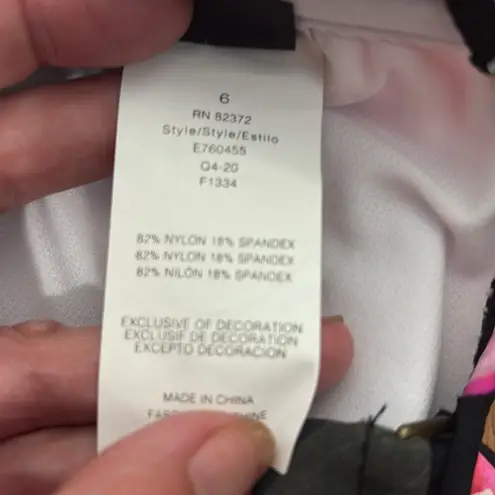 6
RN 82372
Style/Style/Estilo
E760455
Q4-20
F1334
82% NYLON 18% SPANDEX
82% NYLON 18% SPANDEX
82% NILÓN 18% SPANDEX
EXCLUSIVE OF DECORATION
EXCLUSIF DE DECORATION
EXCEPTO DECORACION
MADE IN CHINA